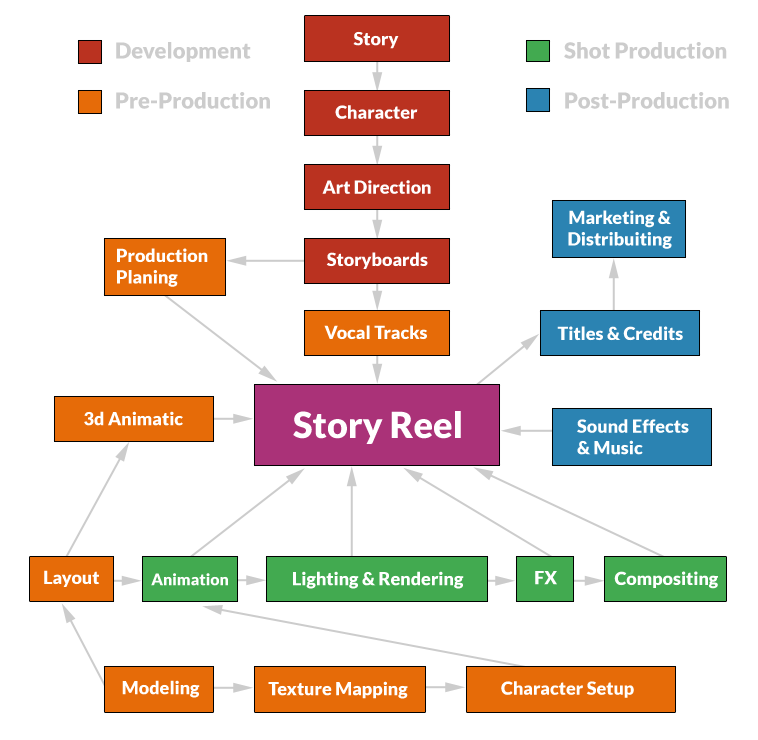 Story
Development
Shot Production
Pre-Production
Post-Production
Character
Art Direction
Marketing &
Distribuiting
Production
Planing
Storyboards
Vocal Tracks
Titles & Credits
3d Animatic
Story Reel
Sound Effects
& Music
Layout
Animation
Lighting & Rendering
FX
Compositing
Modeling
Texture Mapping
Character Setup